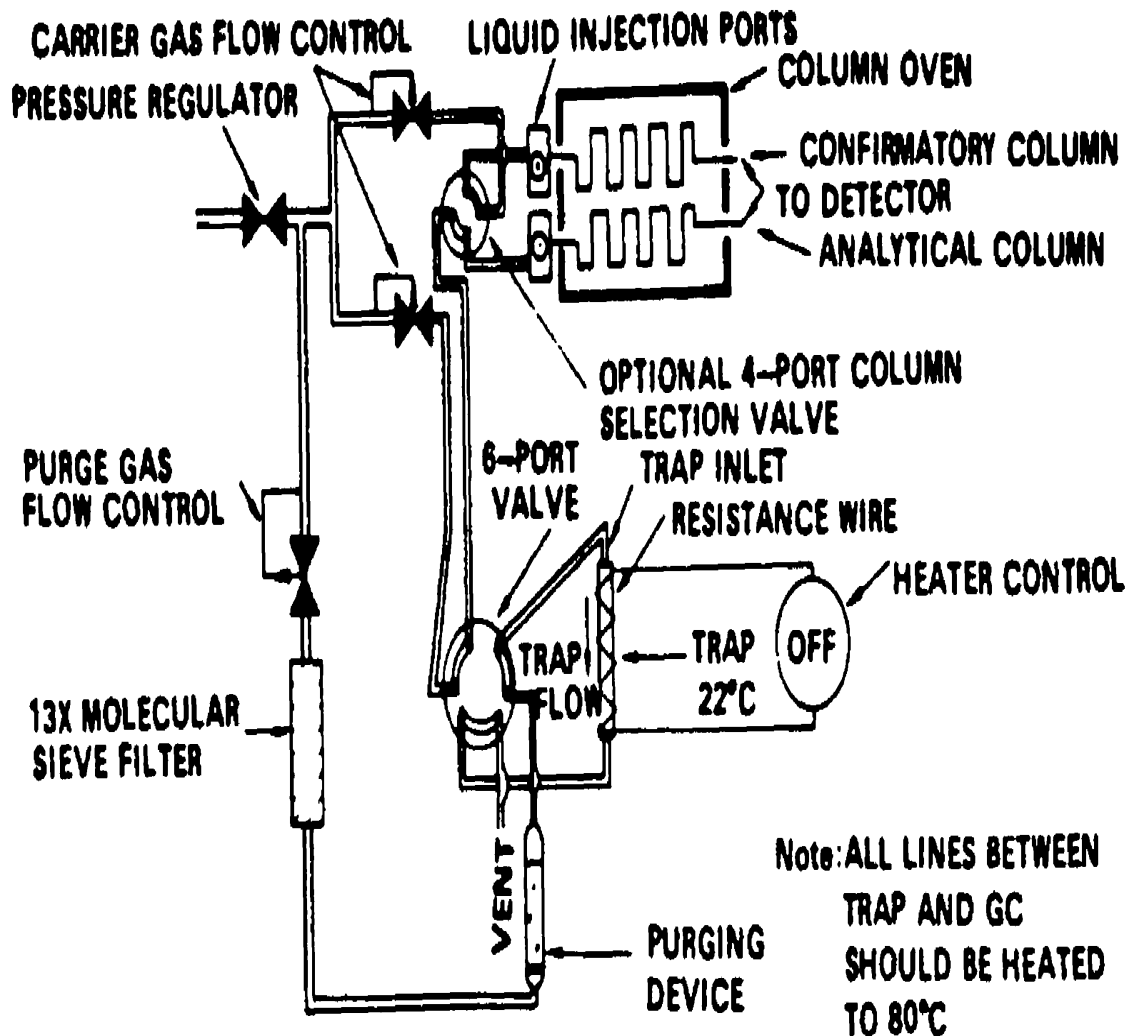 CARRIER GAS FLOW CONTROL
PRESSURE REGULATOR
LIQUID INJECTION PORTS
COLUMN OVEN
CONFIRMATORY COLUMN
TO DETECTOR
ANALYTICAL COLUMN
OPTIONAL 4-PORT COLUMN
SELECTION VALVE
PURGE GAS
FLOW CONTROL
6-PORT
VALVE
TRAP INLET
RESISTANCE WIRE
HEATER CONTROL
TRAP
FLOW
TRAP
22°C
OFF
13X MOLECULAR
SIEVE FILTER
VENT
PURGING
DEVICE
Note: ALL LINES BETWEEN
TRAP AND GC
SHOULD BE HEATED
TO 80°C